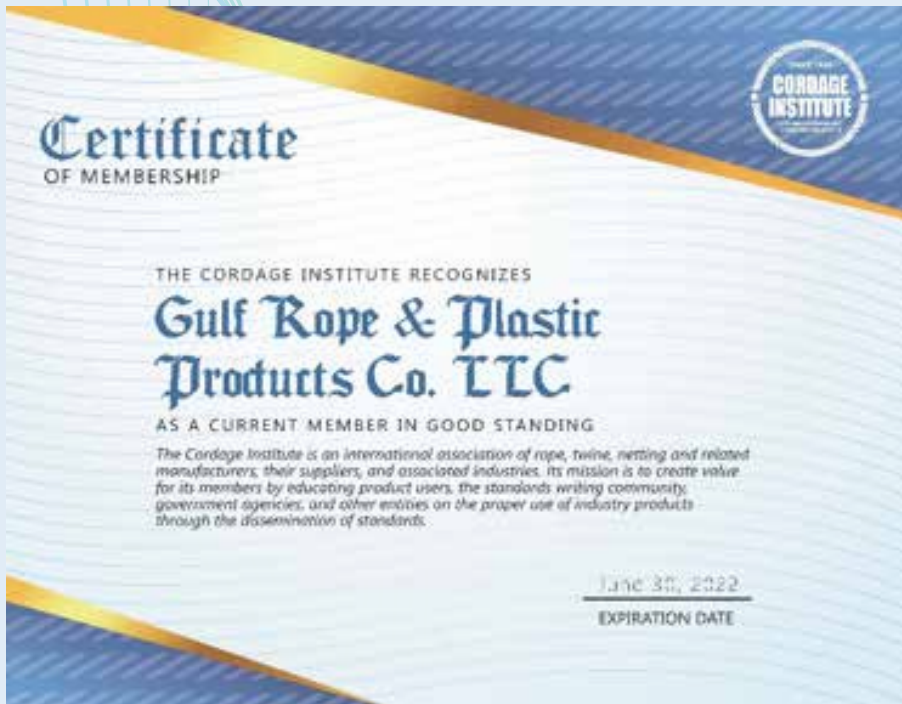 CORDAGE
INSTITUTE
Certificate
OF MEMBERSHIP
THE CORDAGE INSTITUTE RECOGNIZES
Gulf Rope & Plastic
Products Co. LLC
AS A CURRENT MEMBER IN GOOD STANDING
The Cordage Institute is an international association of rope, twine, netting and related
manufacturers, their suppliers, and associated industries. Its mission is to create value
for its members by educating product users, the standards writing community,
government agencies, and other entities on the proper use of industry products
through the dissemination of standards.
June 30, 2022
EXPIRATION DATE